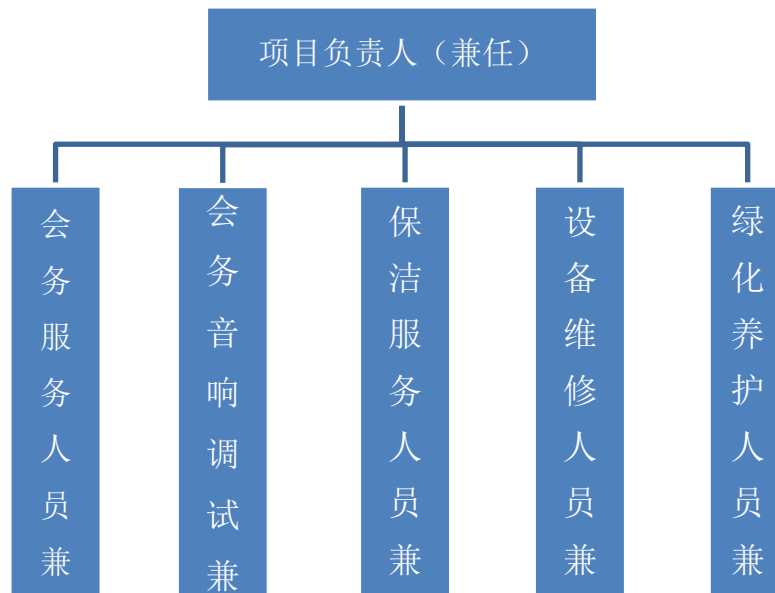 项目负责人（兼任）
会务服务人员兼
会务音响调试兼
保洁服务人员兼
设备维修人员兼
绿化养护人员兼